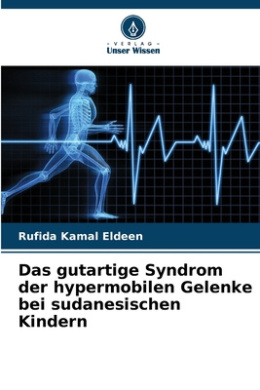 VERLAG
Unser Wissen
Rufida Kamal Eldeen
Das gutartige Syndrom
der hypermobilen Gelenke
bei sudanesischen
Kindern